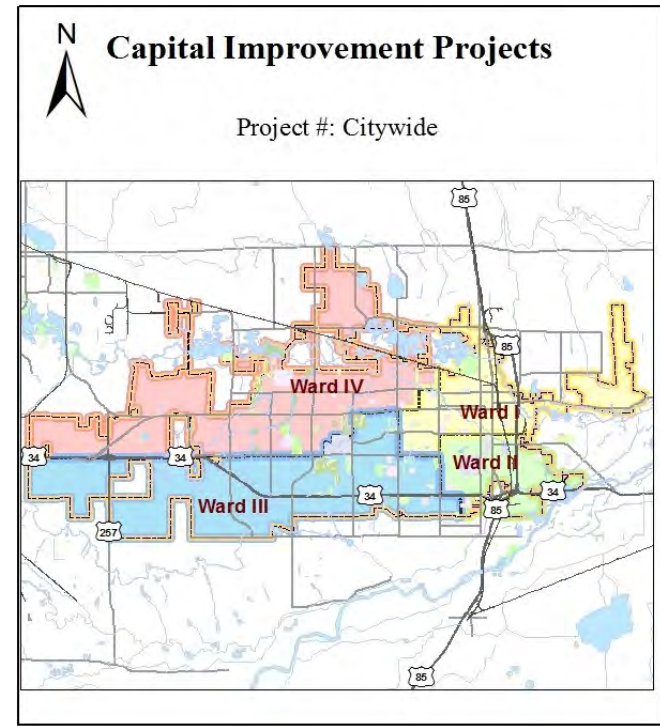 N
Capital Improvement Projects
Project #: Citywide
85
85
Ward IV
Ward I
34
34
Ward II
34
34
Ward III
85
257
85